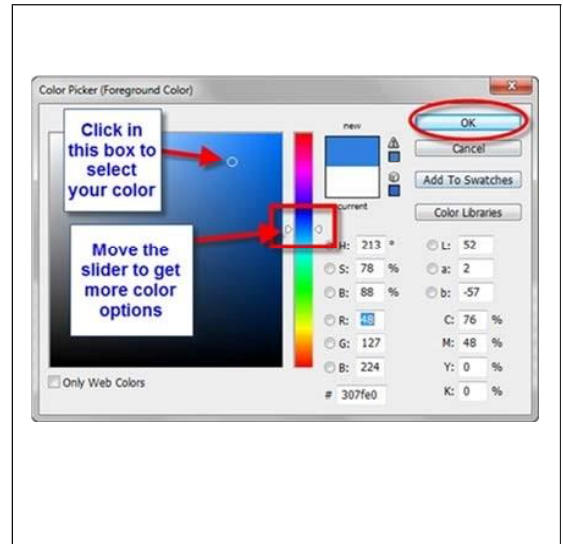 Color Picker (Foreground Color)
Click in
this box to
select
your color
Move the
slider to get
more color
options
Only Web Colors
new
current
OK
Cancel
Add To Swatches
Color Libraries
H: 213 °
S: 78 %
B: 88 %
R: 48
G: 127
B: 224
# 307fe0
L: 52
a: 2
b: -57
C: 76 %
M: 48 %
Y: 0 %
K: 0 %